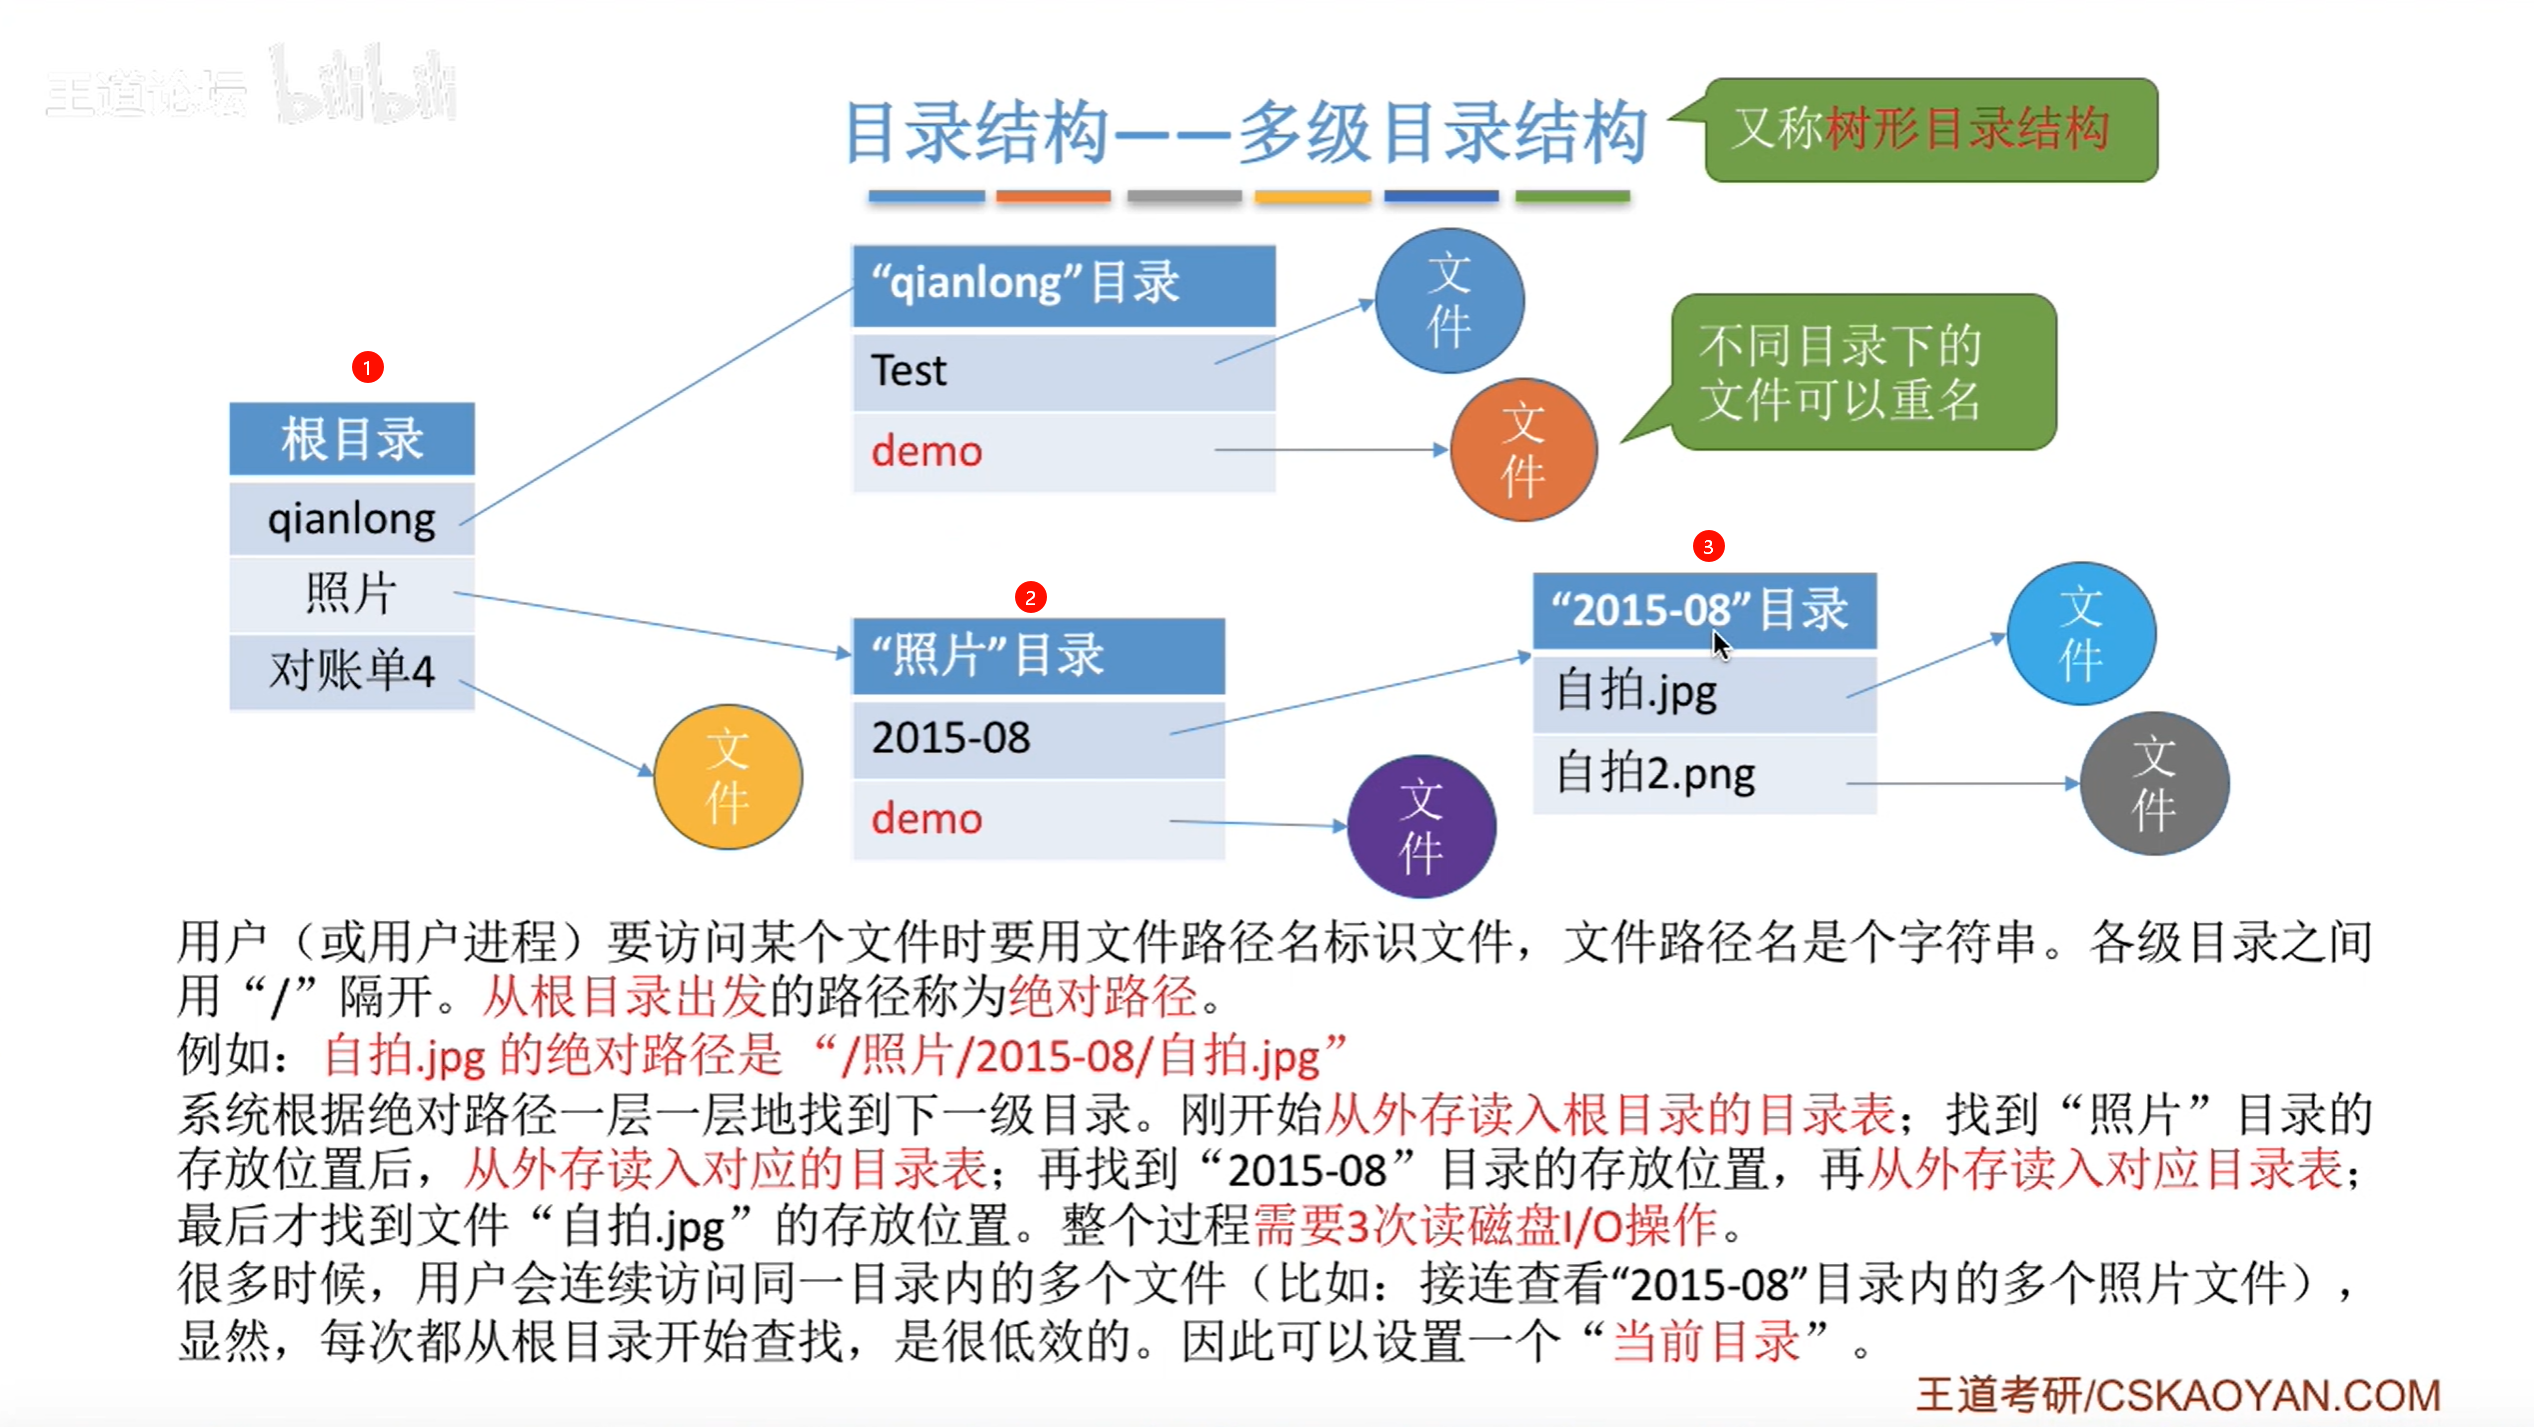 王道论坛 bilibili
目录结构——多级目录结构
又称树形目录结构
“qianlong”目录
Test
demo
文件
文件
不同目录下的
文件可以重名
1
根目录
qianlong
照片
对账单4
文件
2
“照片”目录
2015-08
demo
文件
3
“2015-08”目录
自拍.jpg
自拍2.png
文件
文件
用户（或用户进程）要访问某个文件时要用文件路径名标识文件，文件路径名是个字符串。各级目录之间
用“/”隔开。从根目录出发的路径称为绝对路径。
例如：自拍.jpg 的绝对路径是“/照片/2015-08/自拍.jpg”
系统根据绝对路径一层一层地找到下一级目录。刚开始从外存读入根目录的目录表；找到“照片”目录的
存放位置后，从外存读入对应的目录表；再找到“2015-08”目录的存放位置，再从外存读入对应目录表；
最后才找到文件“自拍.jpg”的存放位置。整个过程需要3次读磁盘I/O操作。
很多时候，用户会连续访问同一目录内的多个文件（比如：接连查看“2015-08”目录内的多个照片文件），
显然，每次都从根目录开始查找，是很低效的。因此可以设置一个“当前目录”。
王道考研/CSKAOYAN.COM